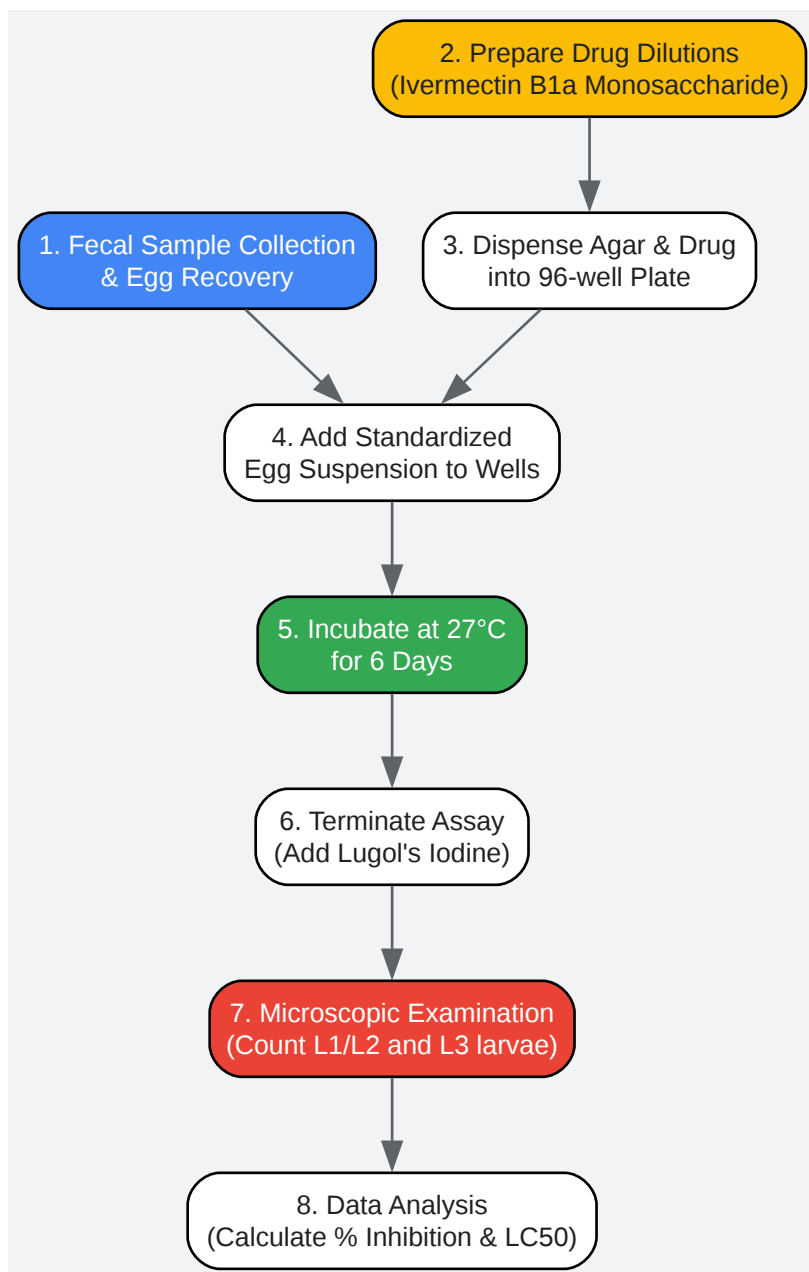 2. Prepare Drug Dilutions
(Ivermectin B1a Monosaccharide)
1. Fecal Sample Collection
& Egg Recovery
3. Dispense Agar & Drug
into 96-well Plate
4. Add Standardized
Egg Suspension to Wells
5. Incubate at 27°C
for 6 Days
6. Terminate Assay
(Add Lugol's Iodine)
7. Microscopic Examination
(Count L1/L2 and L3 larvae)
8. Data Analysis
(Calculate % Inhibition & LC50)